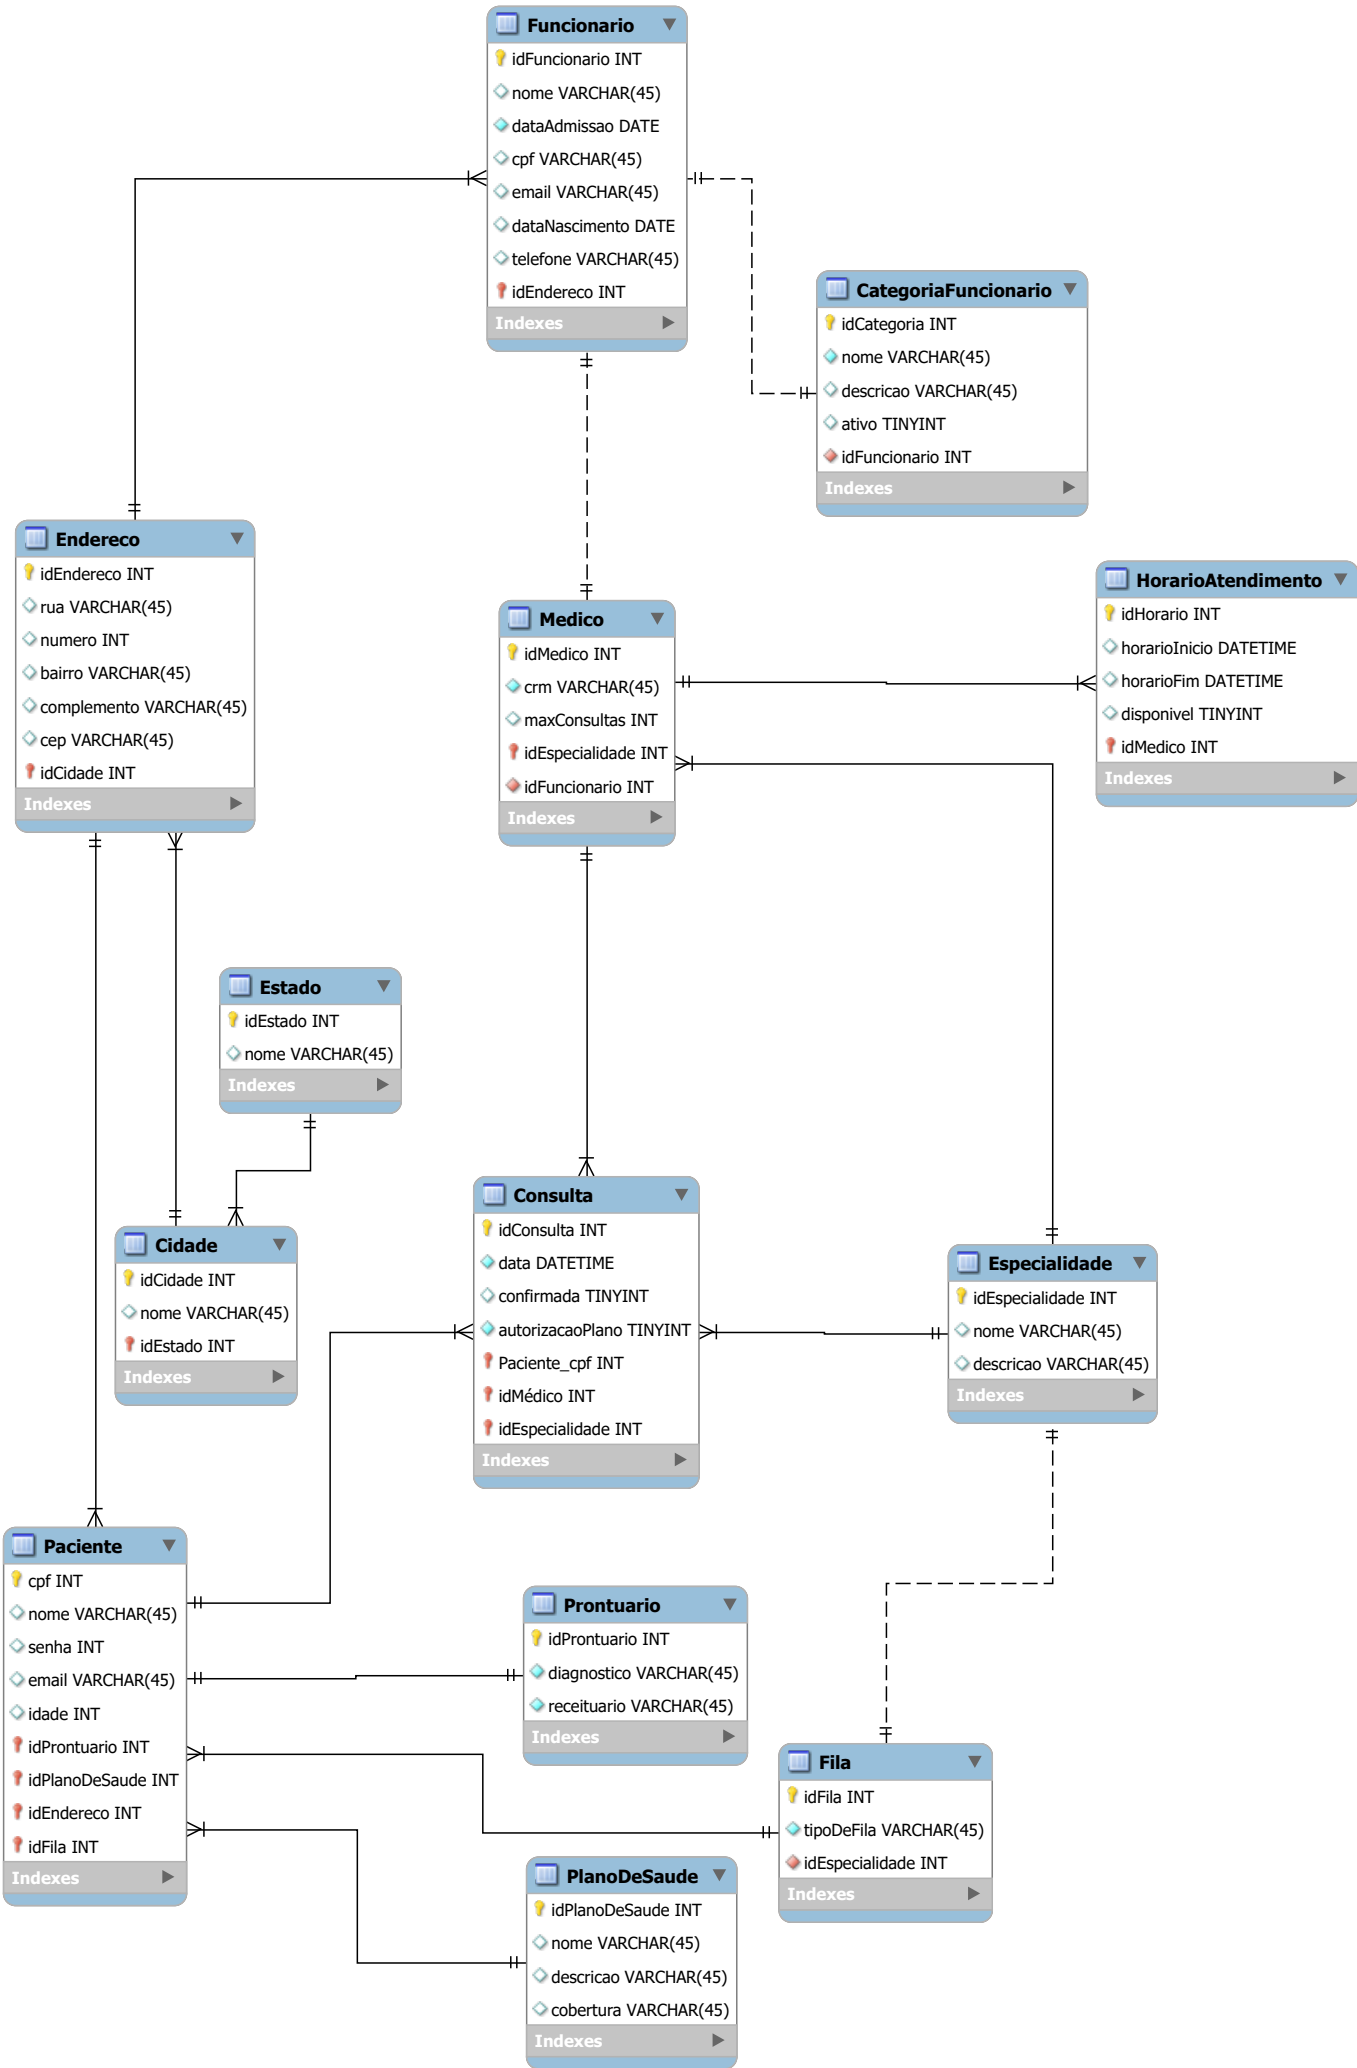 Funcionario
idFuncionario INT
nome VARCHAR(45)
dataAdmissao DATE
cpf VARCHAR(45)
email VARCHAR(45)
dataNascimento DATE
telefone VARCHAR(45)
idEndereco INT
Indexes
CategoriaFuncionario
idCategoria INT
nome VARCHAR(45)
descricao VARCHAR(45)
ativo TINYINT
idFuncionario INT
Indexes
Endereco
idEndereco INT
rua VARCHAR(45)
numero INT
bairro VARCHAR(45)
complemento VARCHAR(45)
cep VARCHAR(45)
idCidade INT
Indexes
Medico
idMedico INT
crm VARCHAR(45)
maxConsultas INT
idEspecialidade INT
idFuncionario INT
Indexes
HorarioAtendimento
idHorario INT
horarioInicio DATETIME
horarioFim DATETIME
disponivel TINYINT
idMedico INT
Indexes
Estado
idEstado INT
nome VARCHAR(45)
Indexes
Cidade
idCidade INT
nome VARCHAR(45)
idEstado INT
Indexes
Consulta
idConsulta INT
data DATETIME
confirmada TINYINT
autorizacaoPlano TINYINT
Paciente_cpf INT
idMédico INT
idEspecialidade INT
Indexes
Especialidade
idEspecialidade INT
nome VARCHAR(45)
descricao VARCHAR(45)
Indexes
Paciente
cpf INT
nome VARCHAR(45)
senha INT
email VARCHAR(45)
idade INT
idProntuario INT
idPlanoDeSaude INT
idEndereco INT
idFila INT
Indexes
Prontuario
idProntuario INT
diagnostico VARCHAR(45)
receituario VARCHAR(45)
Indexes
Fila
idFila INT
tipoDeFila VARCHAR(45)
idEspecialidade INT
Indexes
PlanoDeSaude
idPlanoDeSaude INT
nome VARCHAR(45)
descricao VARCHAR(45)
cobertura VARCHAR(45)
Indexes